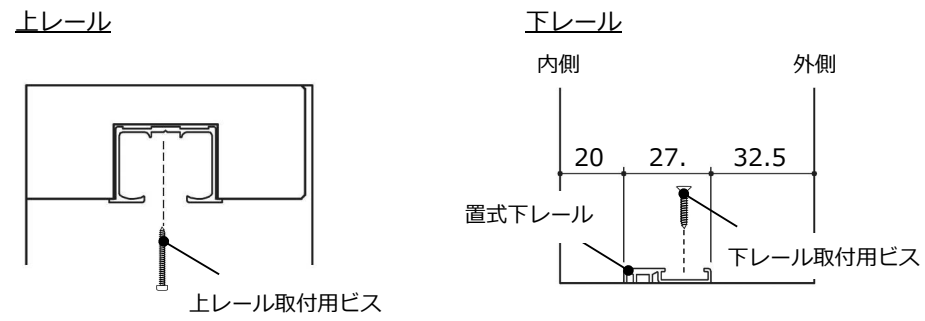 上レール
下レール
内側
外側
20
27.
32.5
置式下レール
下レール取付用ビス
上レール取付用ビス